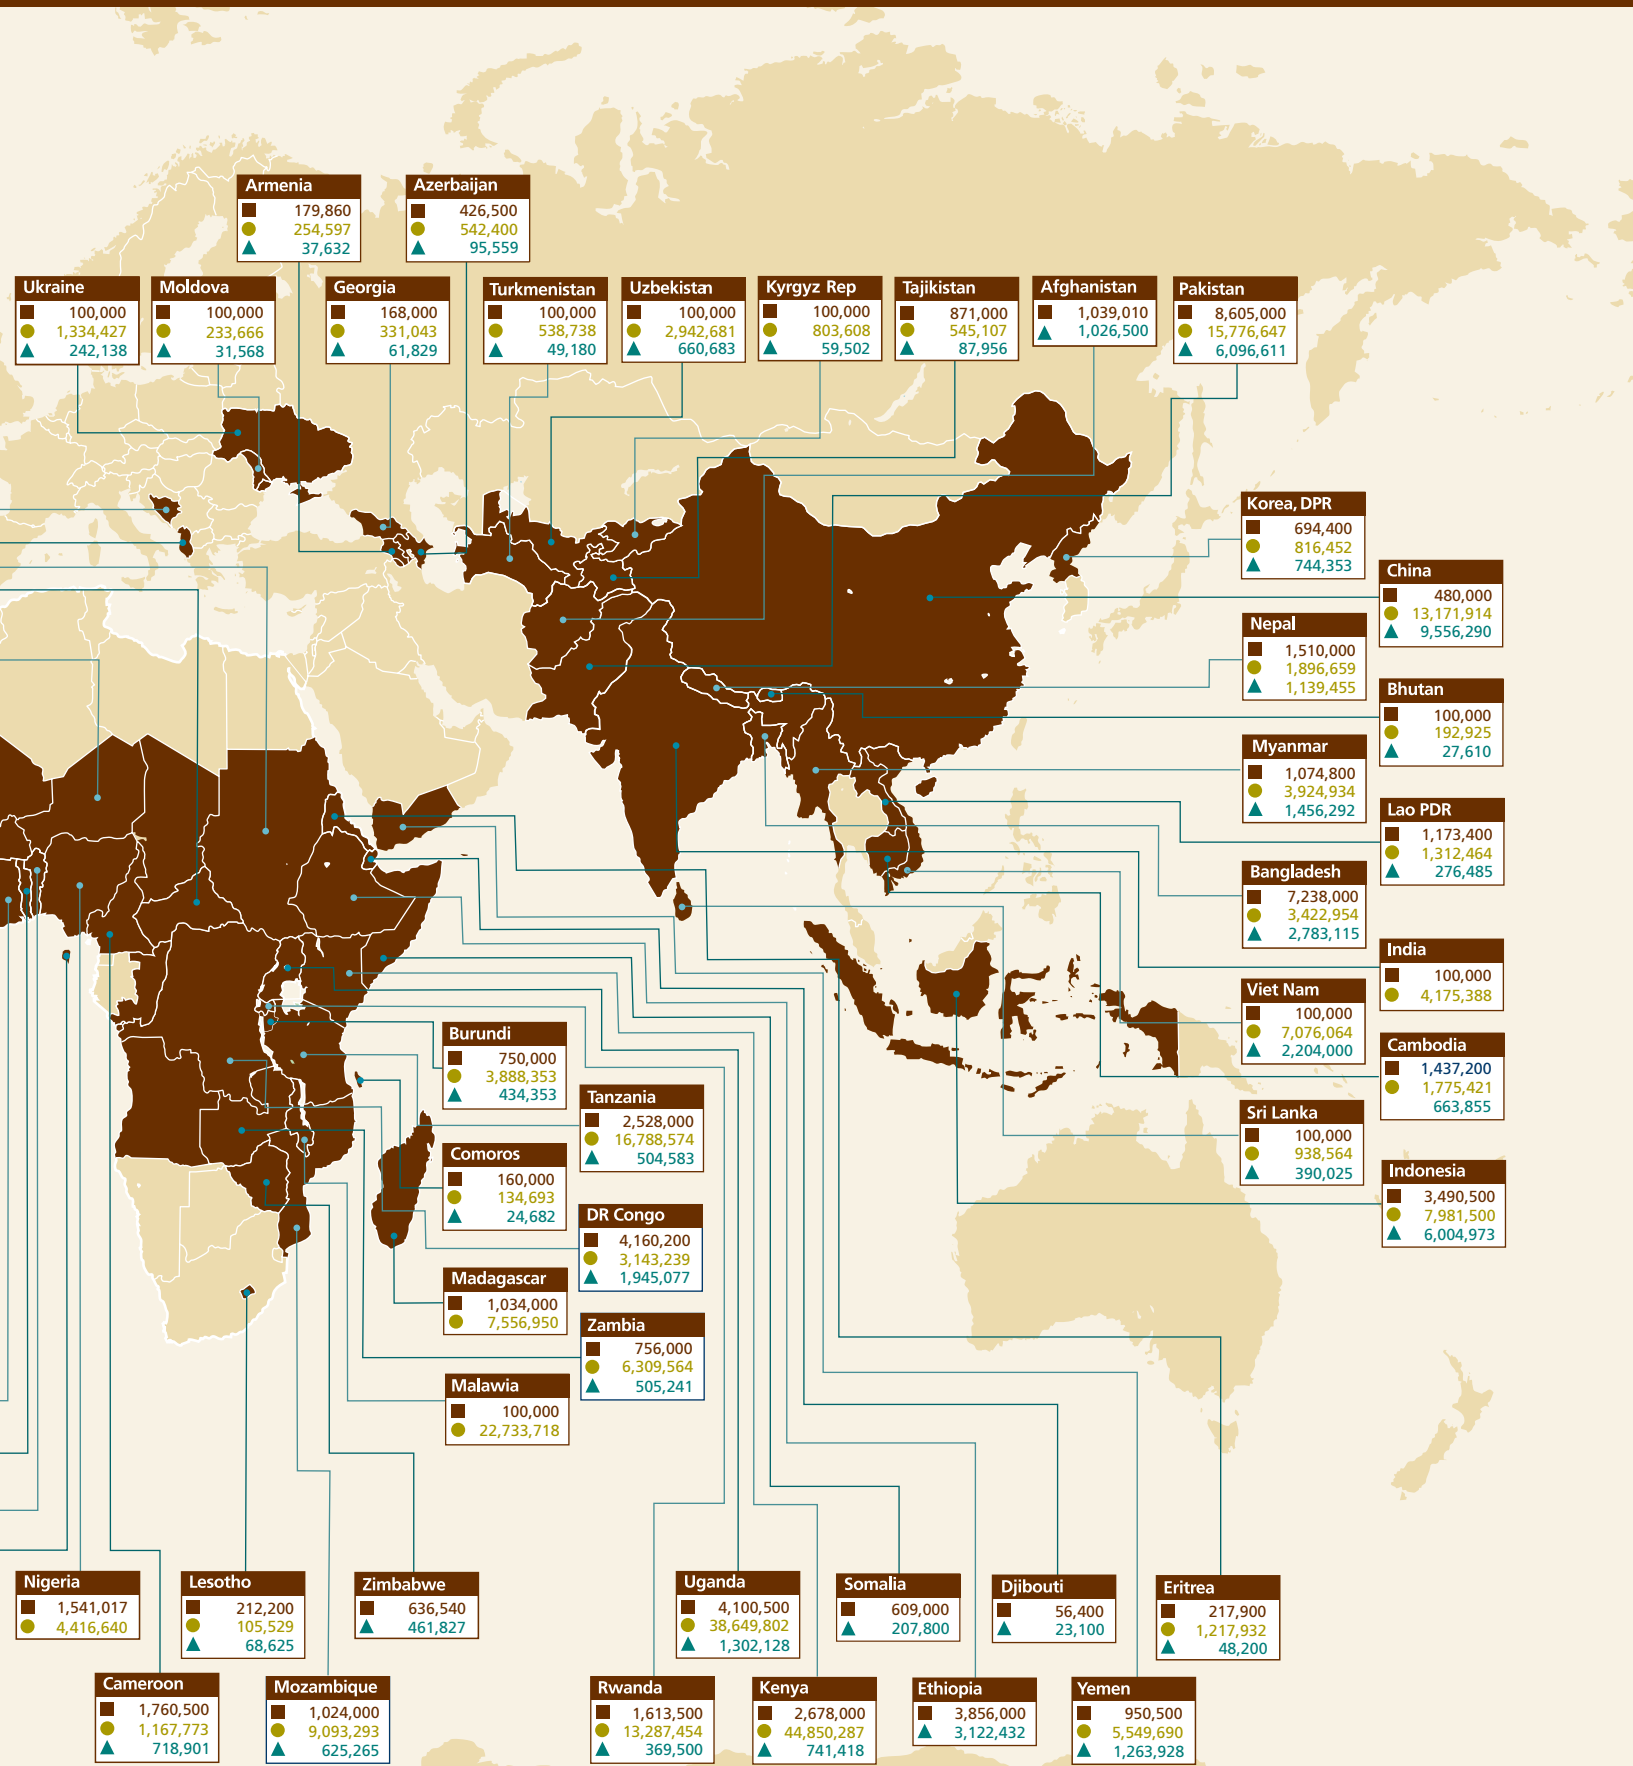 Armenia
179,860
254,597
37,632
Azerbaijan
426,500
542,400
95,559
Ukraine
100,000
1,334,427
242,138
Moldova
100,000
233,666
31,568
Georgia
168,000
331,043
61,829
Turkmenistan
100,000
538,738
49,180
Uzbekistan
100,000
2,942,681
660,683
Kyrgyz Rep
100,000
803,608
59,502
Tajikistan
871,000
545,107
87,956
Afghanistan
1,039,010
1,026,500
Pakistan
8,605,000
15,776,647
6,096,611
Korea, DPR
694,400
816,452
744,353
China
480,000
13,171,914
9,556,290
Nepal
1,510,000
1,896,659
1,139,455
Bhutan
100,000
192,925
27,610
Myanmar
1,074,800
3,924,934
1,456,292
Lao PDR
1,173,400
1,312,464
276,485
Bangladesh
7,238,000
3,422,954
2,783,115
India
100,000
4,175,388
Viet Nam
100,000
7,076,064
2,204,000
Cambodia
1,437,200
1,775,421
663,855
Sri Lanka
100,000
938,564
390,025
Indonesia
3,490,500
7,981,500
6,004,973
Burundi
750,000
3,888,353
434,353
Tanzania
2,528,000
16,788,574
504,583
Comoros
160,000
134,693
24,682
DR Congo
4,160,200
3,143,239
1,945,077
Madagascar
1,034,000
7,556,950
Zambia
756,000
6,309,564
505,241
Malawia
100,000
22,733,718
Nigeria
1,541,017
4,416,640
Lesotho
212,200
105,529
68,625
Zimbabwe
636,540
461,827
Uganda
4,100,500
38,649,802
1,302,128
Somalia
609,000
207,800
Djibouti
56,400
23,100
Eritrea
217,900
1,217,932
48,200
Cameroon
1,760,500
1,167,773
718,901
Mozambique
1,024,000
9,093,293
625,265
Rwanda
1,613,500
13,287,454
369,500
Kenya
2,678,000
44,850,287
741,418
Ethiopia
3,856,000
3,122,432
Yemen
950,500
5,549,690
1,263,928